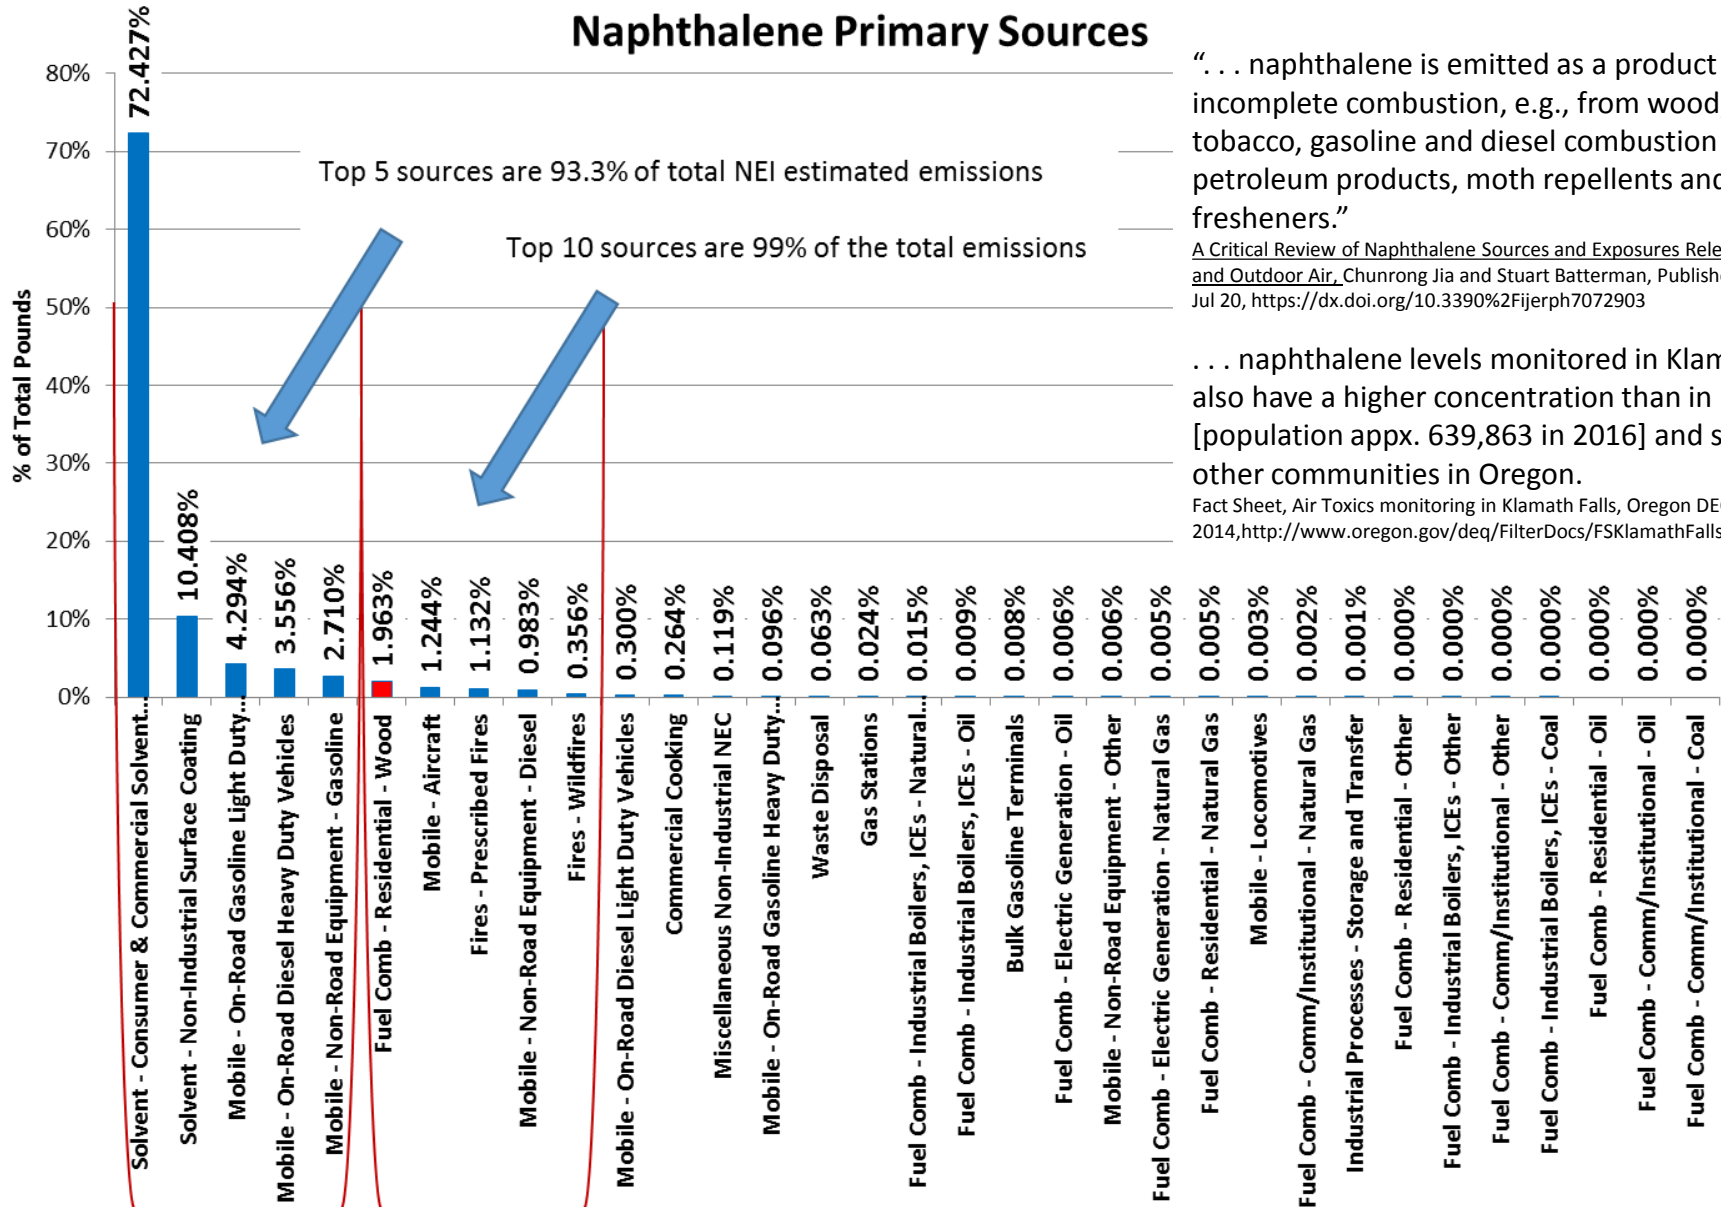 Naphthalene Primary Sources
% of Total Pounds
80%
70%
60%
50%
40%
30%
20%
10%
0%
Top 5 sources are 93.3% of total NEI estimated emissions
Top 10 sources are 99% of the total emissions
72.427%
10.408%
4.294%
3.556%
2.710%
1.963%
1.244%
1.132%
0.983%
0.356%
0.300%
0.264%
0.119%
0.096%
0.063%
0.024%
0.015%
0.009%
0.008%
0.006%
0.006%
0.005%
0.005%
0.003%
0.002%
0.001%
0.000%
0.000%
0.000%
0.000%
0.000%
0.000%
0.000%
Solvent - Consumer & Commercial Solvent...
Solvent - Non-Industrial Surface Coating
Mobile - On-Road Gasoline Light Duty...
Mobile - On-Road Diesel Heavy Duty Vehicles
Mobile - Non-Road Equipment - Gasoline
Fuel Comb - Residential - Wood
Mobile - Aircraft
Fires - Prescribed Fires
Mobile - Non-Road Equipment - Diesel
Fires - Wildfires
Mobile - On-Road Diesel Light Duty Vehicles
Commercial Cooking
Miscellaneous Non-Industrial NEC
Mobile - On-Road Gasoline Heavy Duty...
Waste Disposal
Gas Stations
Fuel Comb - Industrial Boilers, ICEs - Natural...
Fuel Comb - Industrial Boilers, ICEs - Oil
Bulk Gasoline Terminals
Fuel Comb - Electric Generation - Oil
Mobile - Non-Road Equipment - Other
Fuel Comb - Electric Generation - Natural Gas
Fuel Comb - Residential - Natural Gas
Mobile - Locomotives
Fuel Comb - Comm/Institutional - Natural Gas
Industrial Processes - Storage and Transfer
Fuel Comb - Residential - Other
Fuel Comb - Industrial Boilers, ICEs - Other
Fuel Comb - Comm/Institutional - Other
Fuel Comb - Industrial Boilers, ICEs - Coal
Fuel Comb - Residential - Oil
Fuel Comb - Comm/Institutional - Oil
Fuel Comb - Comm/Institutional - Coal
“. . . naphthalene is emitted as a product
incomplete combustion, e.g., from wood
tobacco, gasoline and diesel combustion
petroleum products, moth repellents and
fresheners.”
A Critical Review of Naphthalene Sources and Exposures Rele
and Outdoor Air, Chunrong Jia and Stuart Batterman, Publish
Jul 20, https://dx.doi.org/10.3390%2Fijerph7072903
. . . naphthalene levels monitored in Klam
also have a higher concentration than in
[population appx. 639,863 in 2016] and s
other communities in Oregon.
Fact Sheet, Air Toxics monitoring in Klamath Falls, Oregon DE
2014,http://www.oregon.gov/deq/FilterDocs/FSKlamathFalls